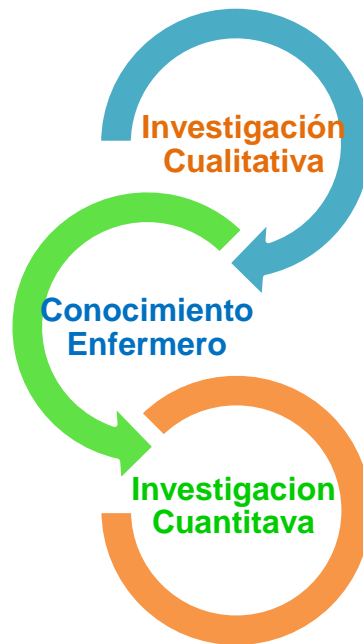 Investigación
Cualitativa
Conocimiento
Enfermero
Investigacion
Cuantitava